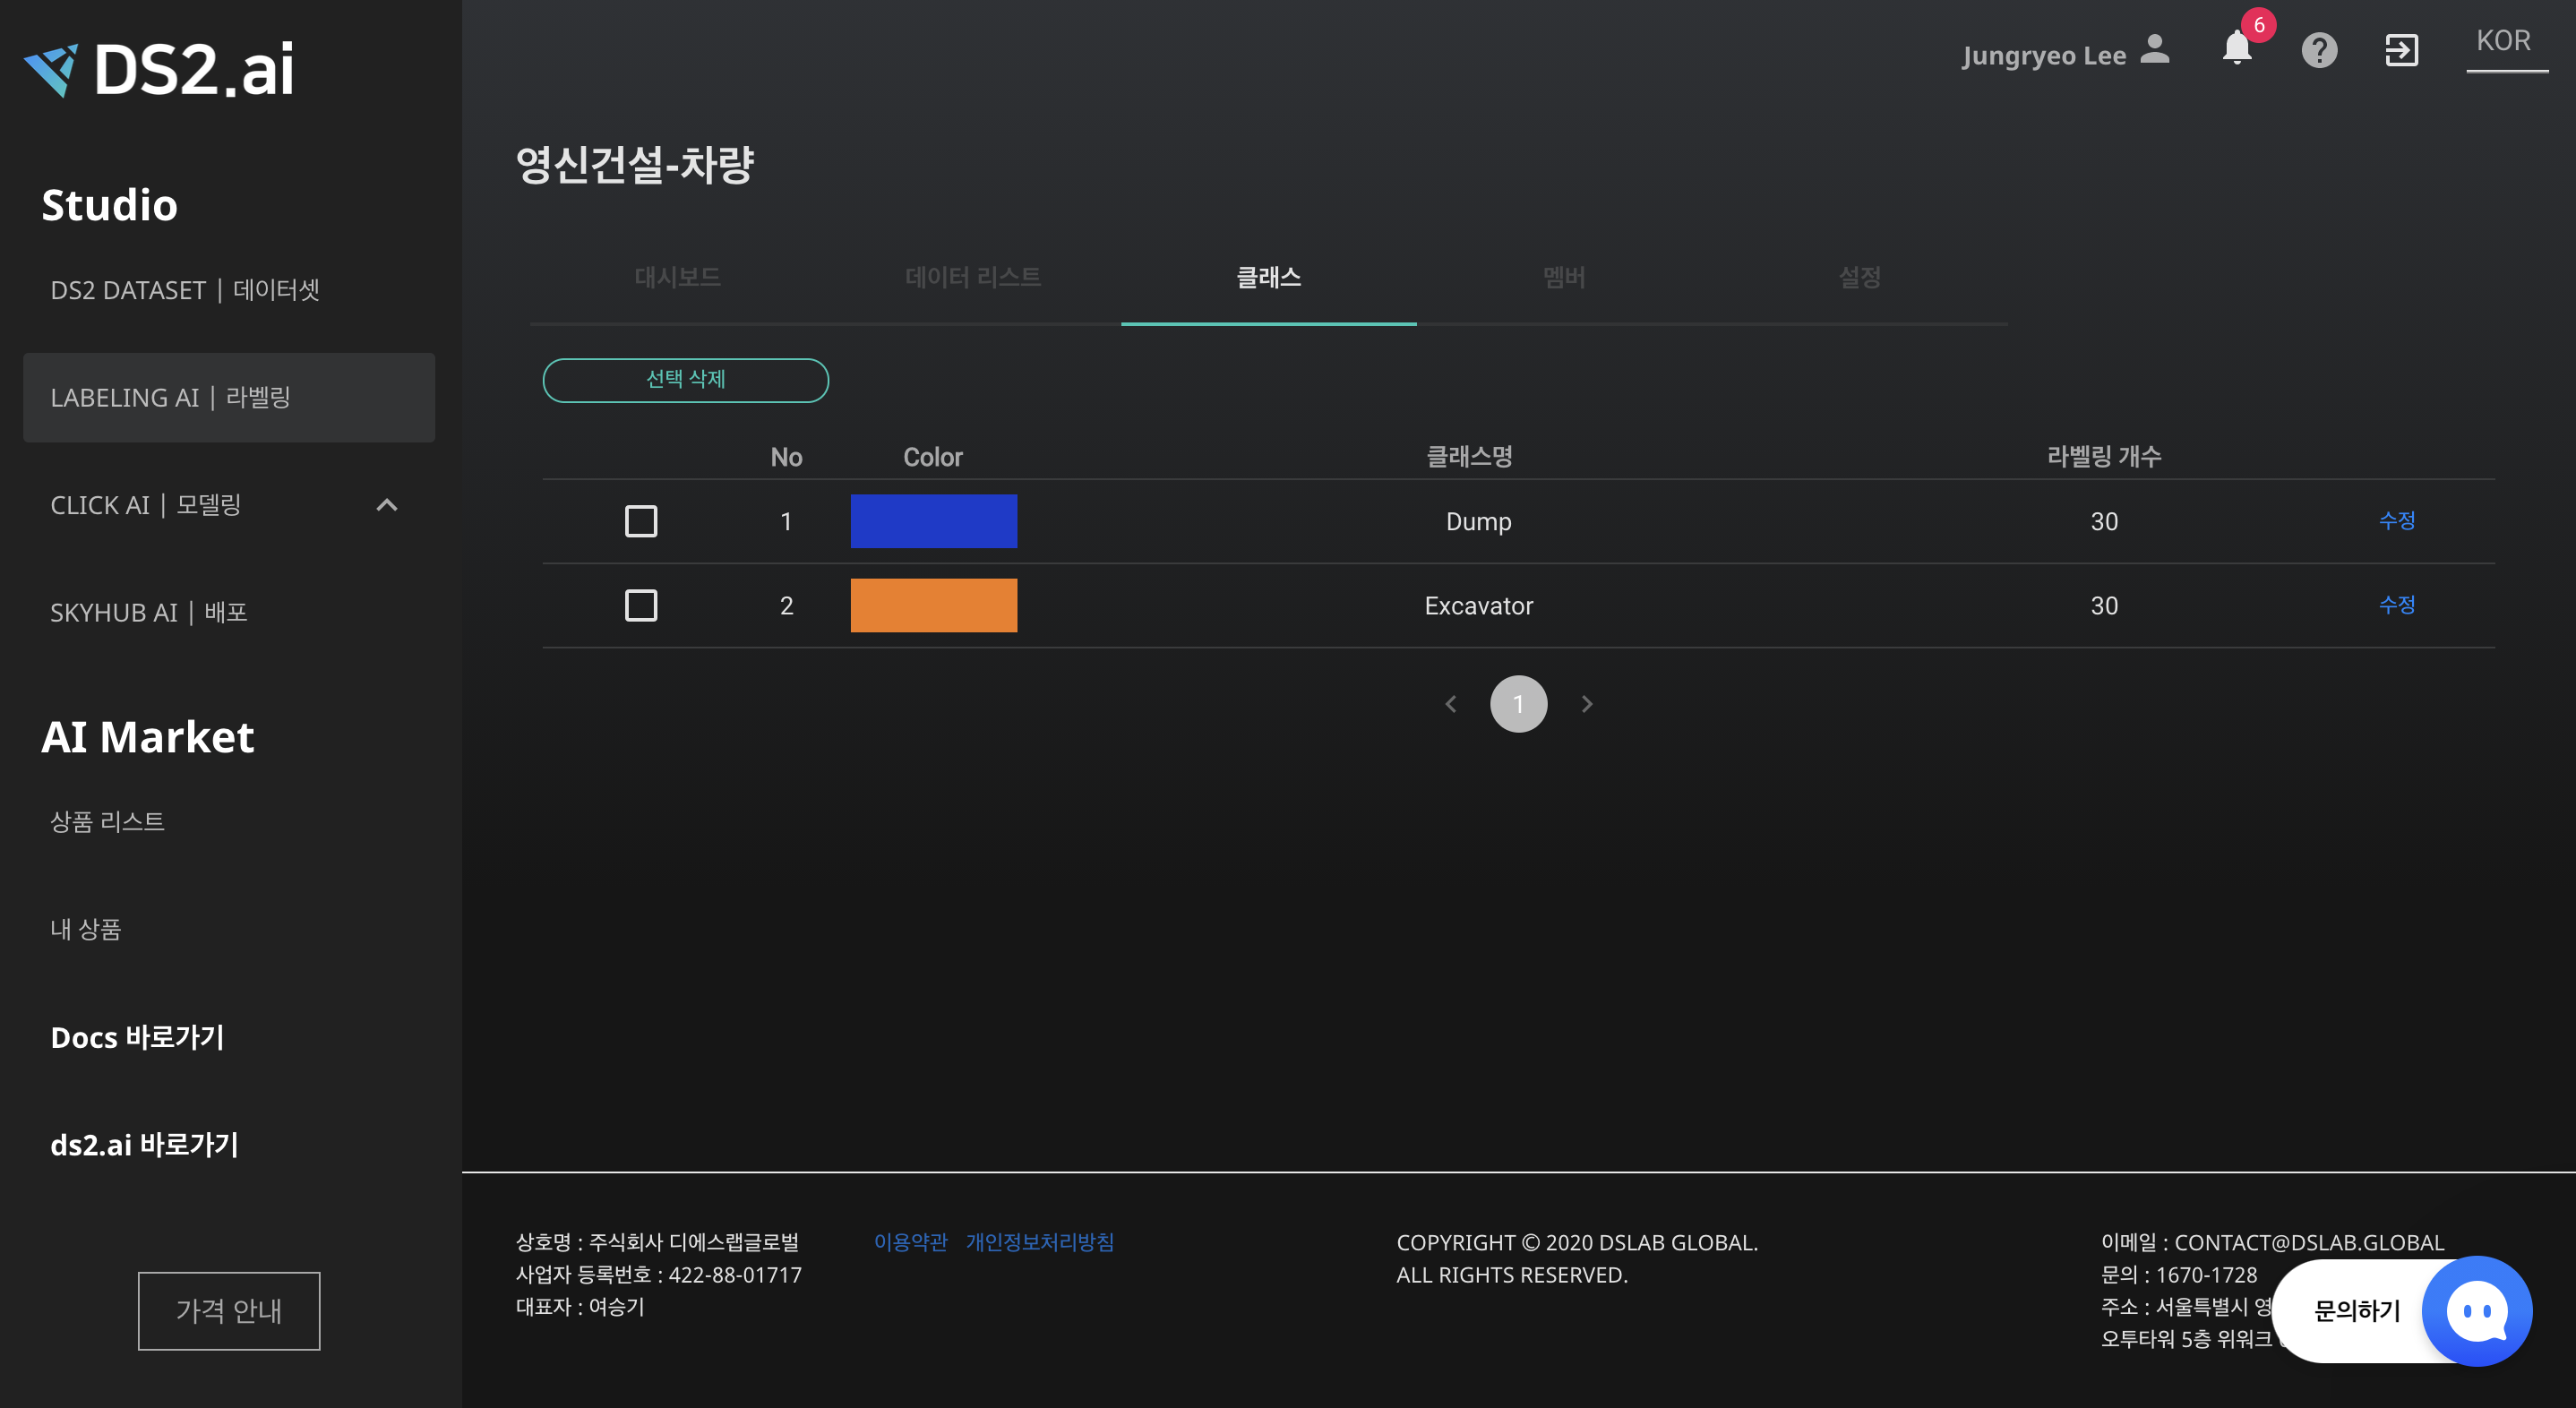 DS2.ai
Studio
DS2 DATASET | 데이터셋
LABELING AI | 라벨링
CLICK AI | 모델링
SKYHUB AI | 배포
AI Market
상품 리스트
내 상품
Docs 바로가기
ds2.ai 바로가기
가격 안내
Jungryeo Lee
6
KOR
영신건설-차량
대시보드
데이터 리스트
클래스
멤버
설정
선택 삭제
No Color 클래스명 라벨링 개수
1 Dump 30 수정
2 Excavator 30 수정
1
상호명 : 주식회사 디에스랩글로벌
사업자 등록번호 : 422-88-01717
대표자 : 여승기
이용약관 개인정보처리방침
COPYRIGHT © 2020 DSLAB GLOBAL.
ALL RIGHTS RESERVED.
이메일 : CONTACT@DSLAB.GLOBAL
문의 : 1670-1728
주소 : 서울특별시 영
오투타워 5층 위워크
문의하기